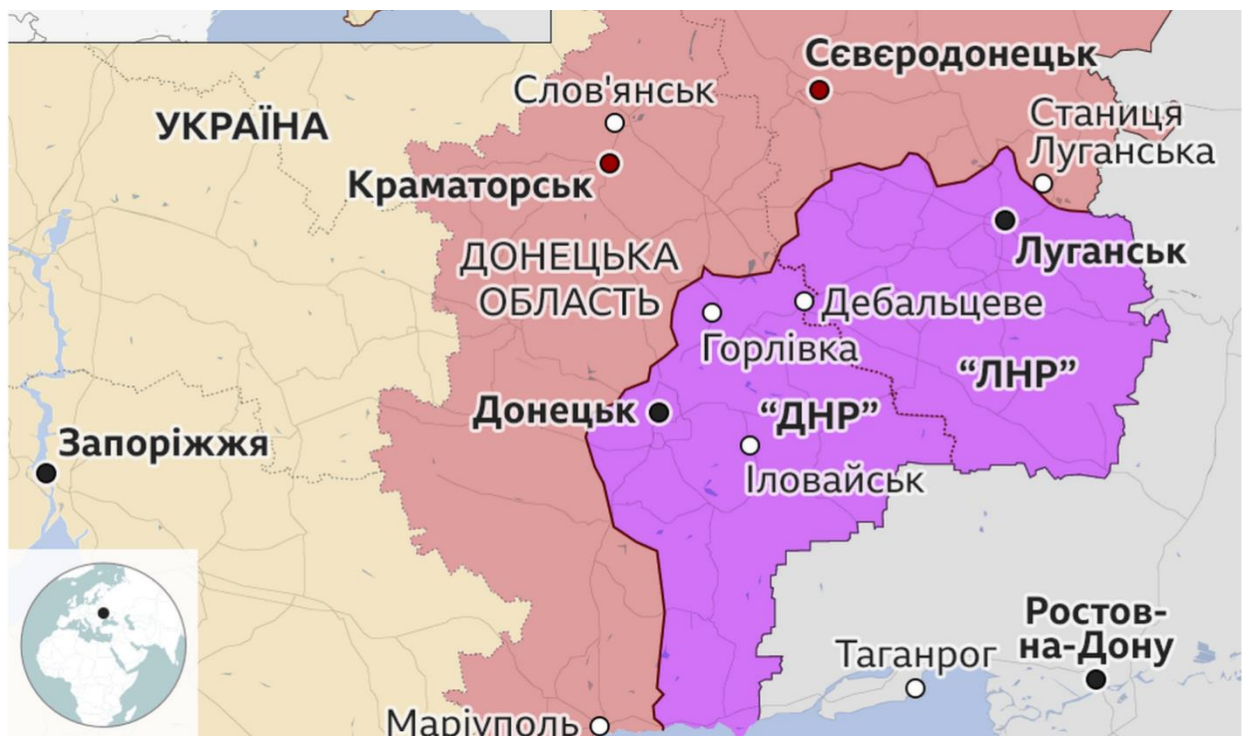 Сєвєродонецьк
Слов'янськ
УКРАЇНА
Станиця
Луганська
Краматорськ
ДОНЕЦЬКА
ОБЛАСТЬ
Луганськ
Дебальцеве
Горлівка
“ЛНР”
Донецьк
“ДНР”
Запоріжжя
Іловайськ
Ростов-
на-Дону
Таганрог
Маріуполь